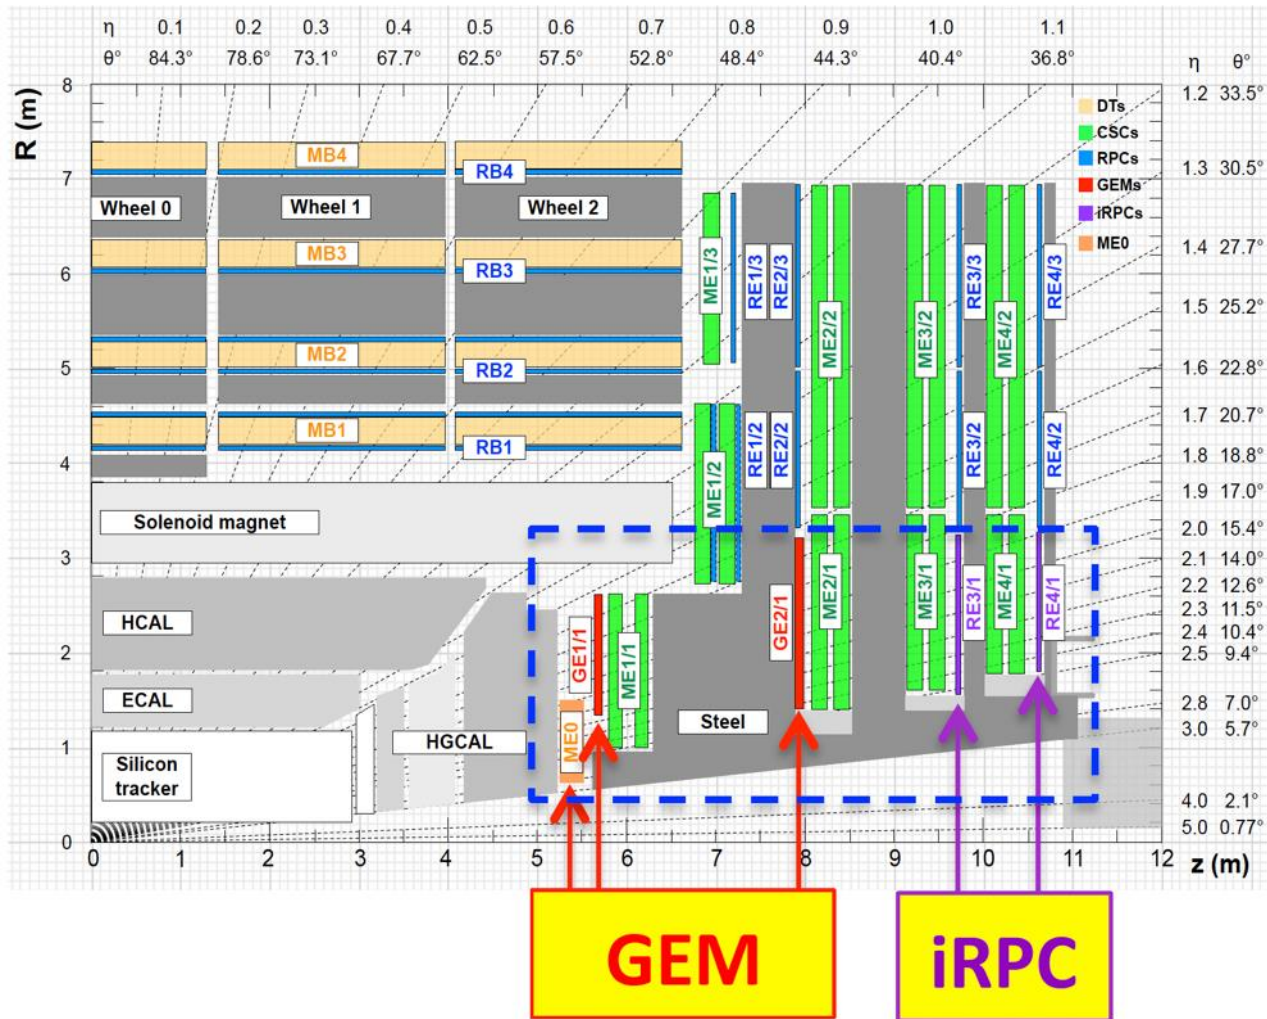 η 0.1 0.2 0.3 0.4 0.5 0.6 0.7 0.8 0.9 1.0 1.1
θ° 84.3° 78.6° 73.1° 67.7° 62.5° 57.5° 52.8° 48.4° 44.3° 40.4° 36.8° η θ°
R (m)
8
7
6
5
4
3
2
1
0
1.2 33.5°
1.3 30.5°
1.4 27.7°
1.5 25.2°
1.6 22.8°
1.7 20.7°
1.8 18.8°
1.9 17.0°
2.0 15.4°
2.1 14.0°
2.2 12.6°
2.3 11.5°
2.4 10.4°
2.5 9.4°
2.8 7.0°
3.0 5.7°
4.0 2.1°
5.0 0.77°
DTs
CSCs
RPCs
GEMs
iRPCs
ME0
MB4
RB4
Wheel 0 Wheel 1 Wheel 2
MB3
RB3
MB2
RB2
MB1
RB1
ME1/3
RE1/3
RE2/3
ME2/2
ME3/2
RE3/3
ME4/2
RE4/3
ME1/2
RE1/2
RE2/2
RE3/2
RE4/2
Solenoid magnet
HCAL
ECAL
Silicon
tracker
HGCAL
Steel
GE1/1
ME1/1
ME0
GE2/1
ME2/1
ME3/1
RE3/1
ME4/1
RE4/1
0 1 2 3 4 5 6 7 8 9 10 11 12
z (m)
GEM
iRPC